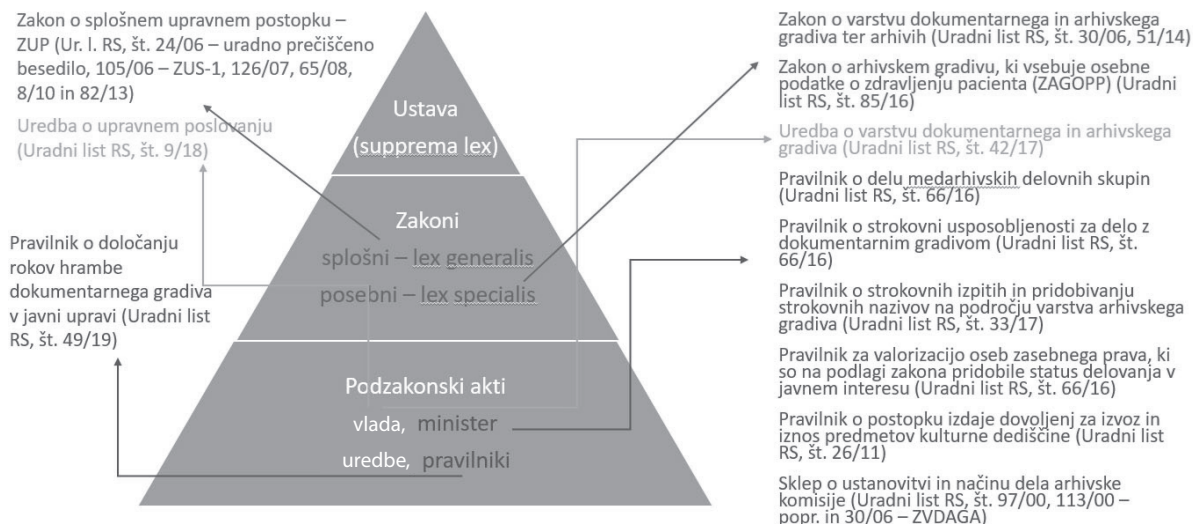 Zakon o splošnem upravnem postopku –
ZUP (Ur. l. RS, št. 24/06 – uradno prečiščeno
besedilo, 105/06 – ZUS-1, 126/07, 65/08,
8/10 in 82/13)
Uredba o upravnem poslovanju
(Uradni list RS, št. 9/18)
Pravilnik o določanju
rokov hrambe
dokumentarnega gradiva
v javni upravi (Uradni list
RS, št. 49/19)
Ustava
(supprema lex)
Zakoni
splošni – lex generalis
posebni – lex specialis
Podzakonski akti
vlada, minister
uredbe, pravilniki
Zakon o varstvu dokumentarnega in arhivskega
gradiva ter arhivih (Uradni list RS, št. 30/06, 51/14)
Zakon o arhivskem gradivu, ki vsebuje osebne
podatke o zdravljenju pacienta (ZAGOPP) (Uradni
list RS, št. 85/16)
Uredba o varstvu dokumentarnega in arhivskega
gradiva (Uradni list RS, št. 42/17)
Pravilnik o delu medarhivskih delovnih skupin
(Uradni list RS, št. 66/16)
Pravilnik o strokovni usposobljenosti za delo z
dokumentarnim gradivom (Uradni list RS, št.
66/16)
Pravilnik o strokovnih izpitih in pridobivanju
strokovnih nazivov na področju varstva arhivskega
gradiva (Uradni list RS, št. 33/17)
Pravilnik za valorizacijo oseb zasebnega prava, ki
so na podlagi zakona pridobile status delovanja v
javnem interesu (Uradni list RS, št. 66/16)
Pravilnik o postopku izdaje dovoljenj za izvoz in
iznos predmetov kulturne dediščine (Uradni list
RS, št. 26/11)
Sklep o ustanovitvi in načinu dela arhivske
komisije (Uradni list RS, št. 97/00, 113/00 –
popr. in 30/06 – ZVDAGA)